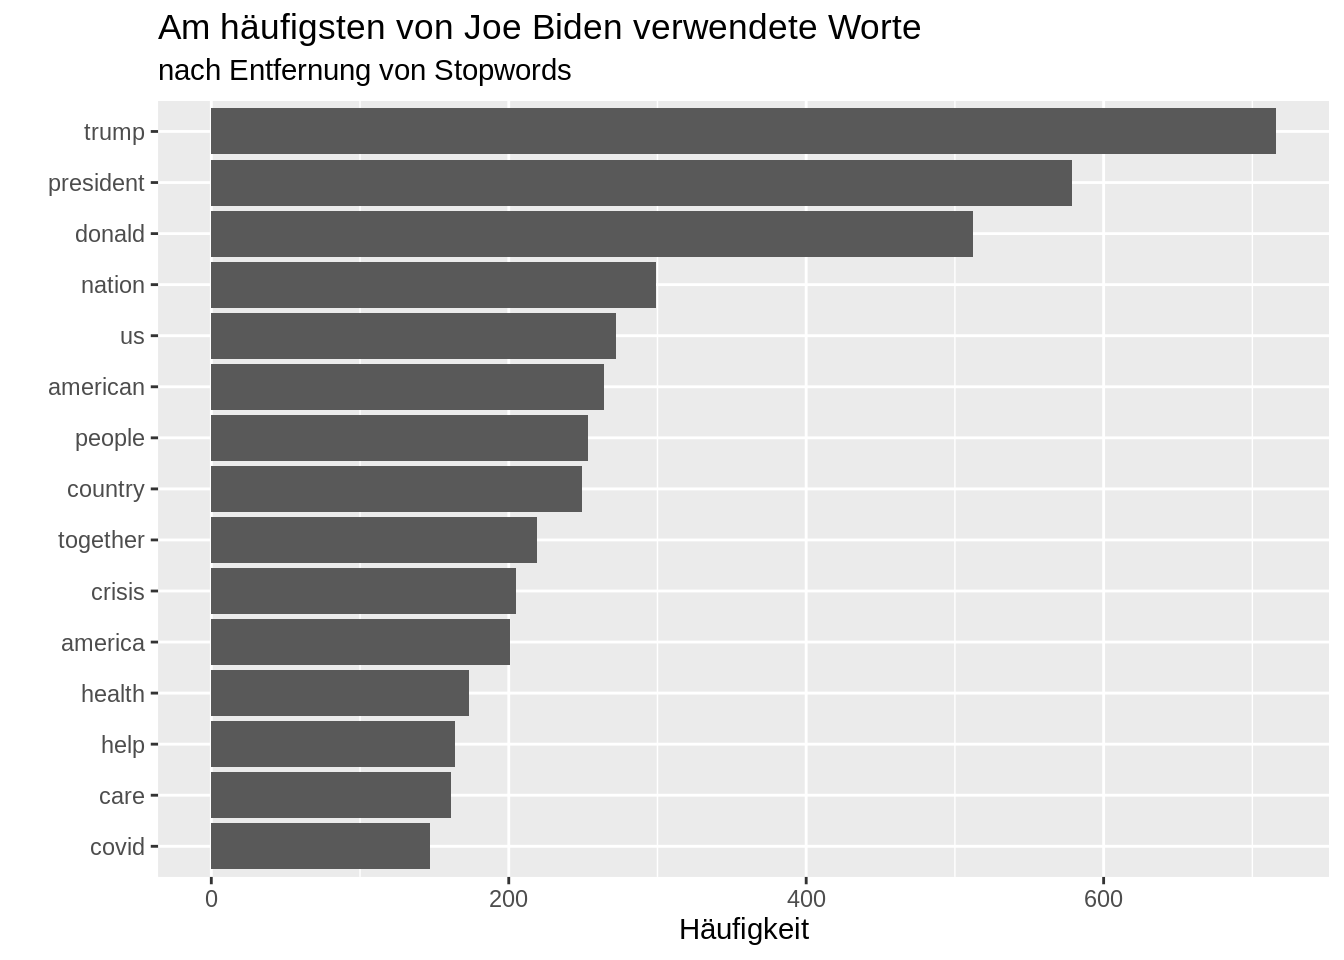 Am häufigsten von Joe Biden verwendete Worte
nach Entfernung von Stopwords
trump
president
donald
nation
us
american
people
country
together
crisis
america
health
help
care
covid
0 200 400 600
Häufigkeit